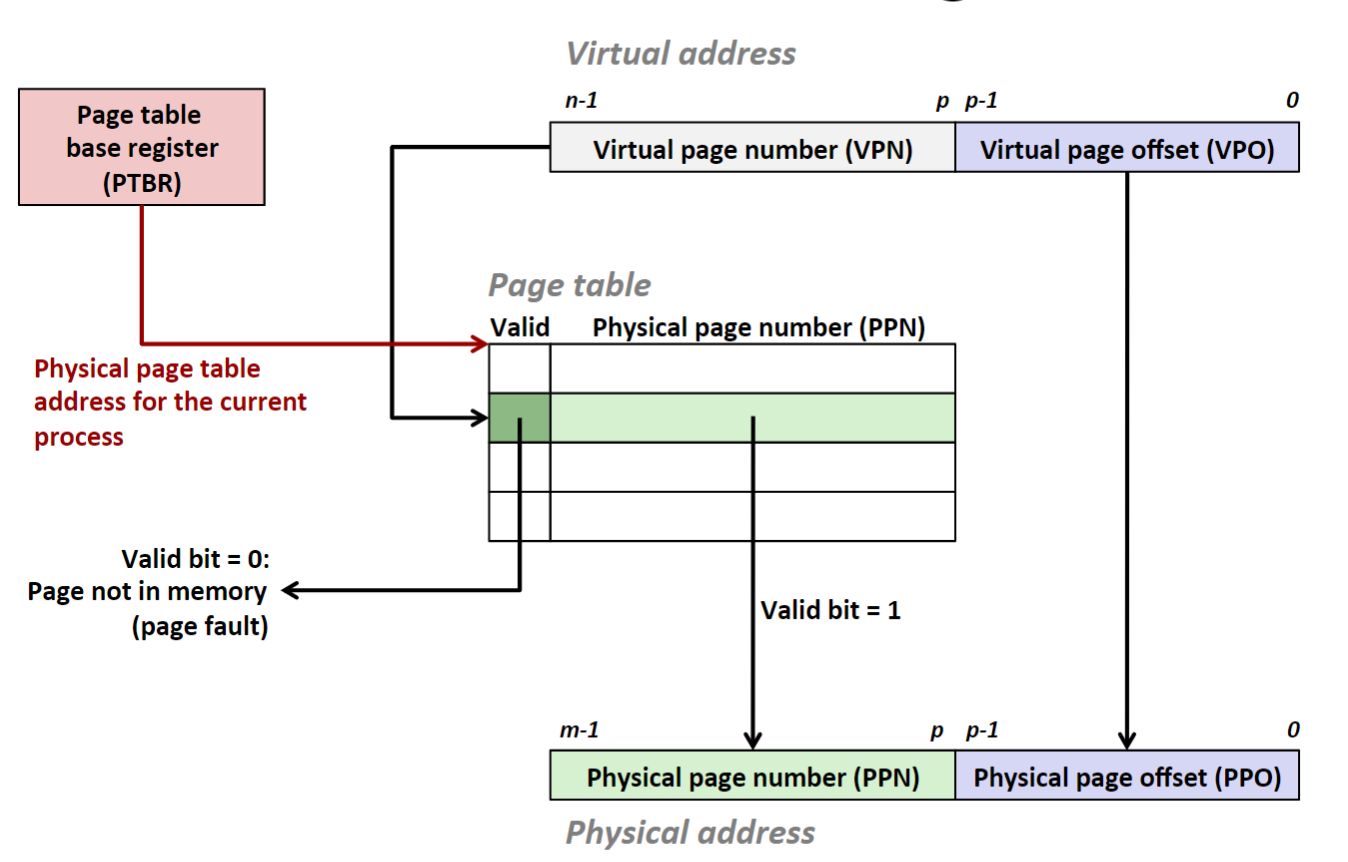 Virtual address
n-1
p
p-1
0
Page table
base register
(PTBR)
Virtual page number (VPN)
Virtual page offset (VPO)
Page table
Valid
Physical page number (PPN)
Physical page table
address for the current
process
Valid bit = 0:
Page not in memory
(page fault)
Valid bit = 1
m-1
p
p-1
0
Physical page number (PPN)
Physical page offset (PPO)
Physical address